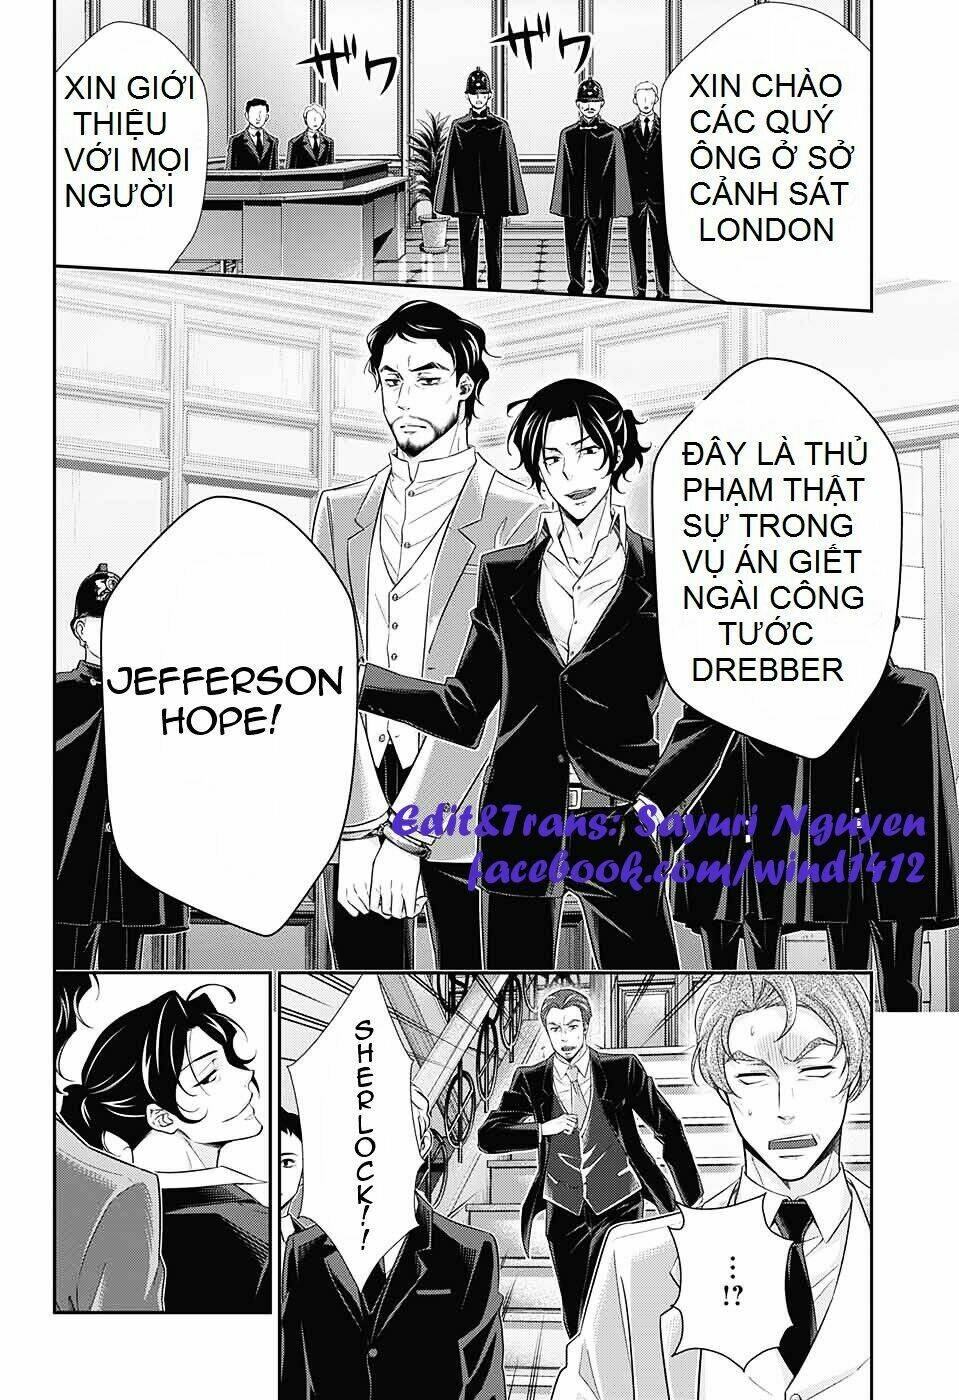 XIN CHÀO
CÁC QUÝ
ÔNG Ở SỞ
CẢNH SÁT
LONDON
ザワ
ザワ
XIN GIỚI
THIỆU
VỚI MỌI
NGƯỜI
ĐÂY LÀ THỦ
PHẠM THẬT
SỰ TRONG
VỤ ÁN GIẾT
NGÀI CÔNG
TƯỚC
DREBBER
JEFFERSON
HOPE!
Edit&Trans: Sayuri Nguyen
facebook.com/wind1412
...
!?
SHERLOCK!!